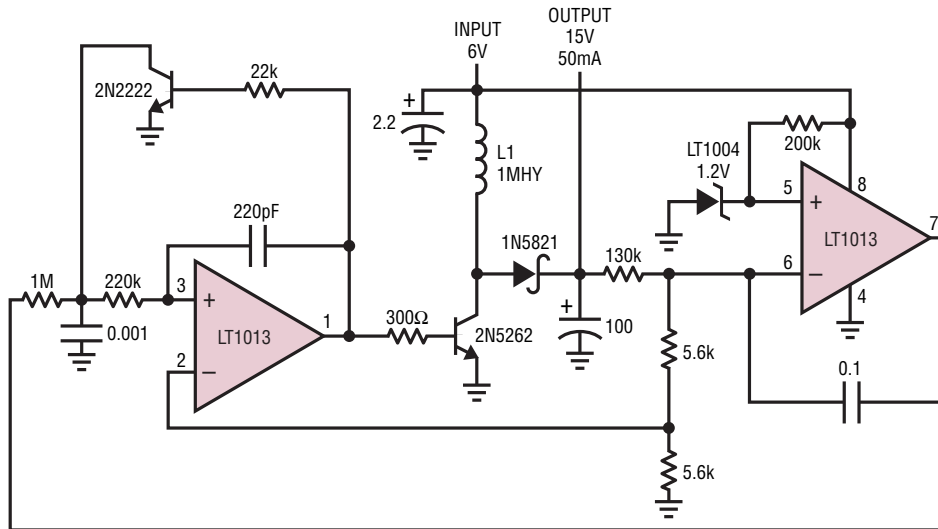 INPUT
6V
OUTPUT
15V
50mA
2N2222
22k
+
2.2
L1
1MHY
200k
LT1004
1.2V
5
+
8
LT1013
7
6
–
4
220pF
1N5821
130k
1M
220k
3
+
0.001
LT1013
1
2
–
300Ω
2N5262
+
100
5.6k
0.1
5.6k